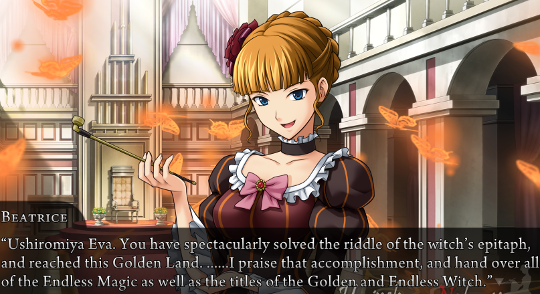 BEATRICE
“Ushiromiya Eva. You have spectacularly solved the riddle of the witch’s epitaph,
and reached this Golden Land. ......I praise that accomplishment, and hand over all
of the Endless Magic as well as the titles of the Golden and Endless Witch.”